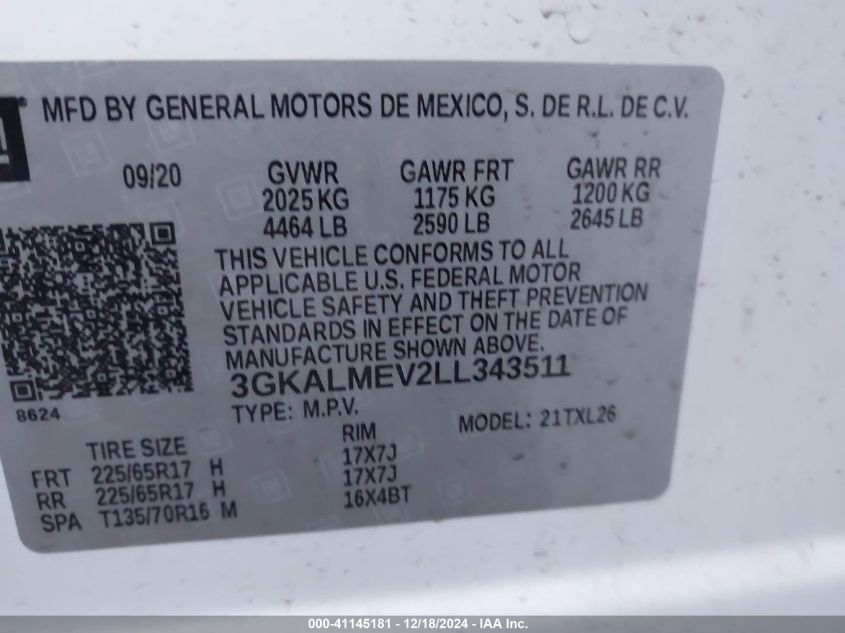 MFD BY GENERAL MOTORS DE MEXICO, S. DE R.L. DE C.V.
09/20 GVWR GAWR FRT GAWR RR
2025 KG 1175 KG 1200 KG
4464 LB 2590 LB 2645 LB
THIS VEHICLE CONFORMS TO ALL
APPLICABLE U.S. FEDERAL MOTOR
VEHICLE SAFETY AND THEFT PREVENTION
STANDARDS IN EFFECT ON THE DATE OF
MANUFACTURE SHOWN ABOVE.
3GKALMEV2LL343511
8624
TYPE: M.P.V. MODEL: 21TXL26
TIRE SIZE RIM
FRT 225/65R17 H 17X7J
RR 225/65R17 H 17X7J
SPA T135/70R16 M 16X4BT
000-41145181 - 12/18/2024 - IAA Inc.